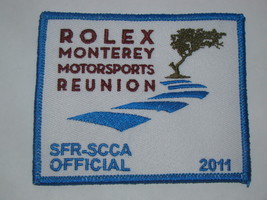 ROLEX
MONTEREY
MOTORSPORTS
REUNION
SFR-SCCA
OFFICIAL 2011